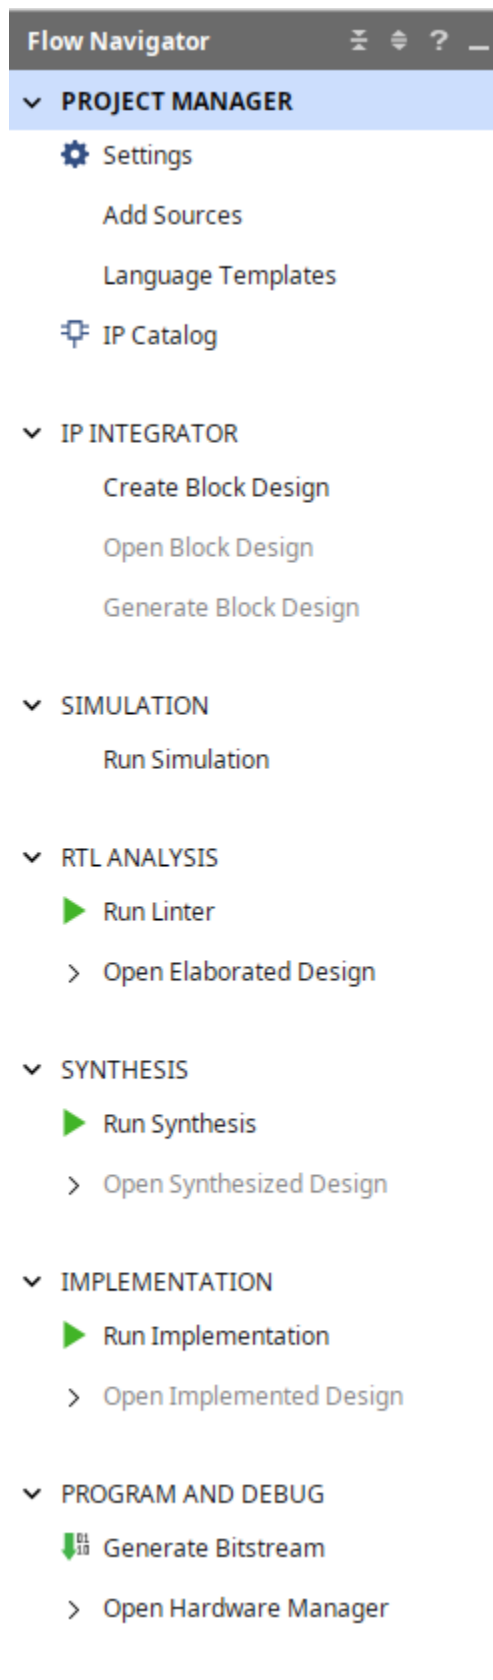 Flow Navigator ?
PROJECT MANAGER
Settings
Add Sources
Language Templates
IP Catalog
IP INTEGRATOR
Create Block Design
Open Block Design
Generate Block Design
SIMULATION
Run Simulation
RTL ANALYSIS
Run Linter
Open Elaborated Design
SYNTHESIS
Run Synthesis
Open Synthesized Design
IMPLEMENTATION
Run Implementation
Open Implemented Design
PROGRAM AND DEBUG
Generate Bitstream
Open Hardware Manager